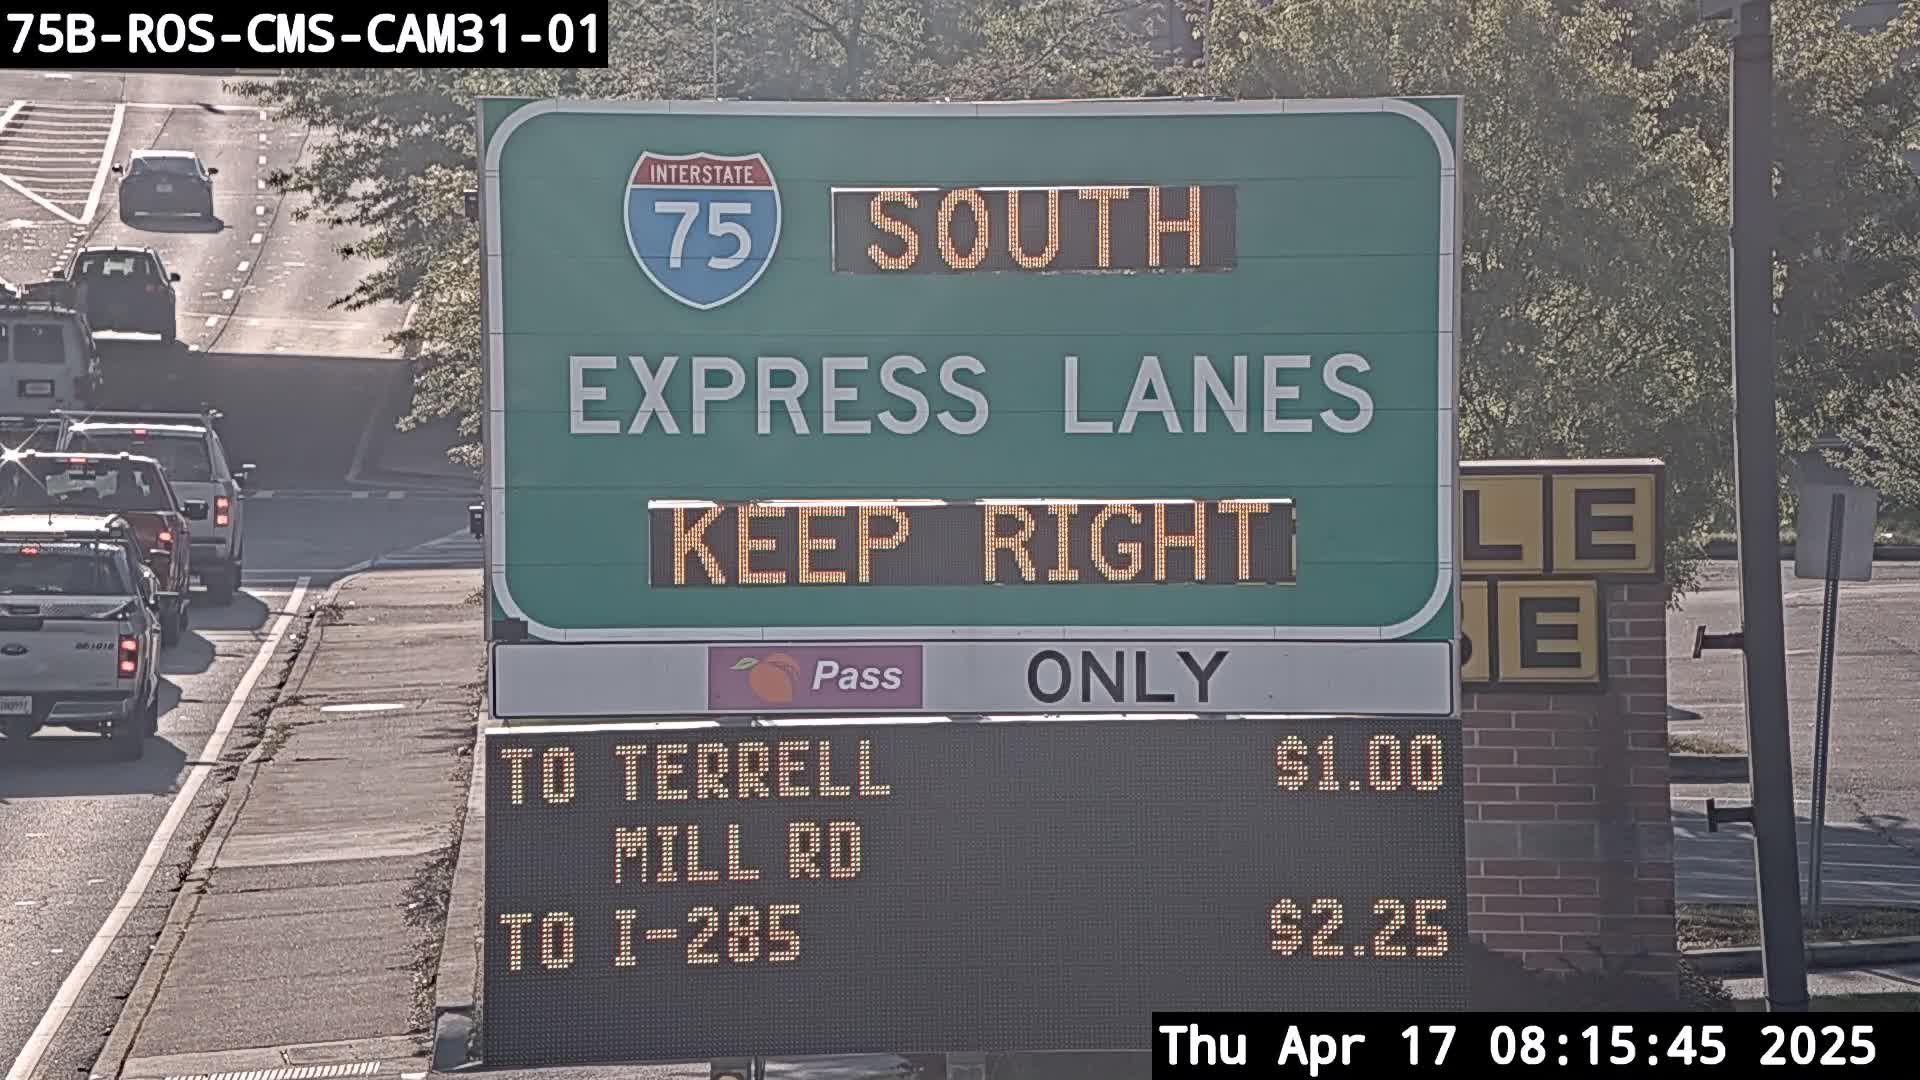 75B-ROS-CMS-CAM31-01
INTERSTATE
75
SOUTH
EXPRESS LANES
KEEP RIGHT
Pass ONLY
TO TERRELL $1.00
MILL RD
TO I-285 $2.25
LE
E
Thu Apr 17 08:15:45 2025